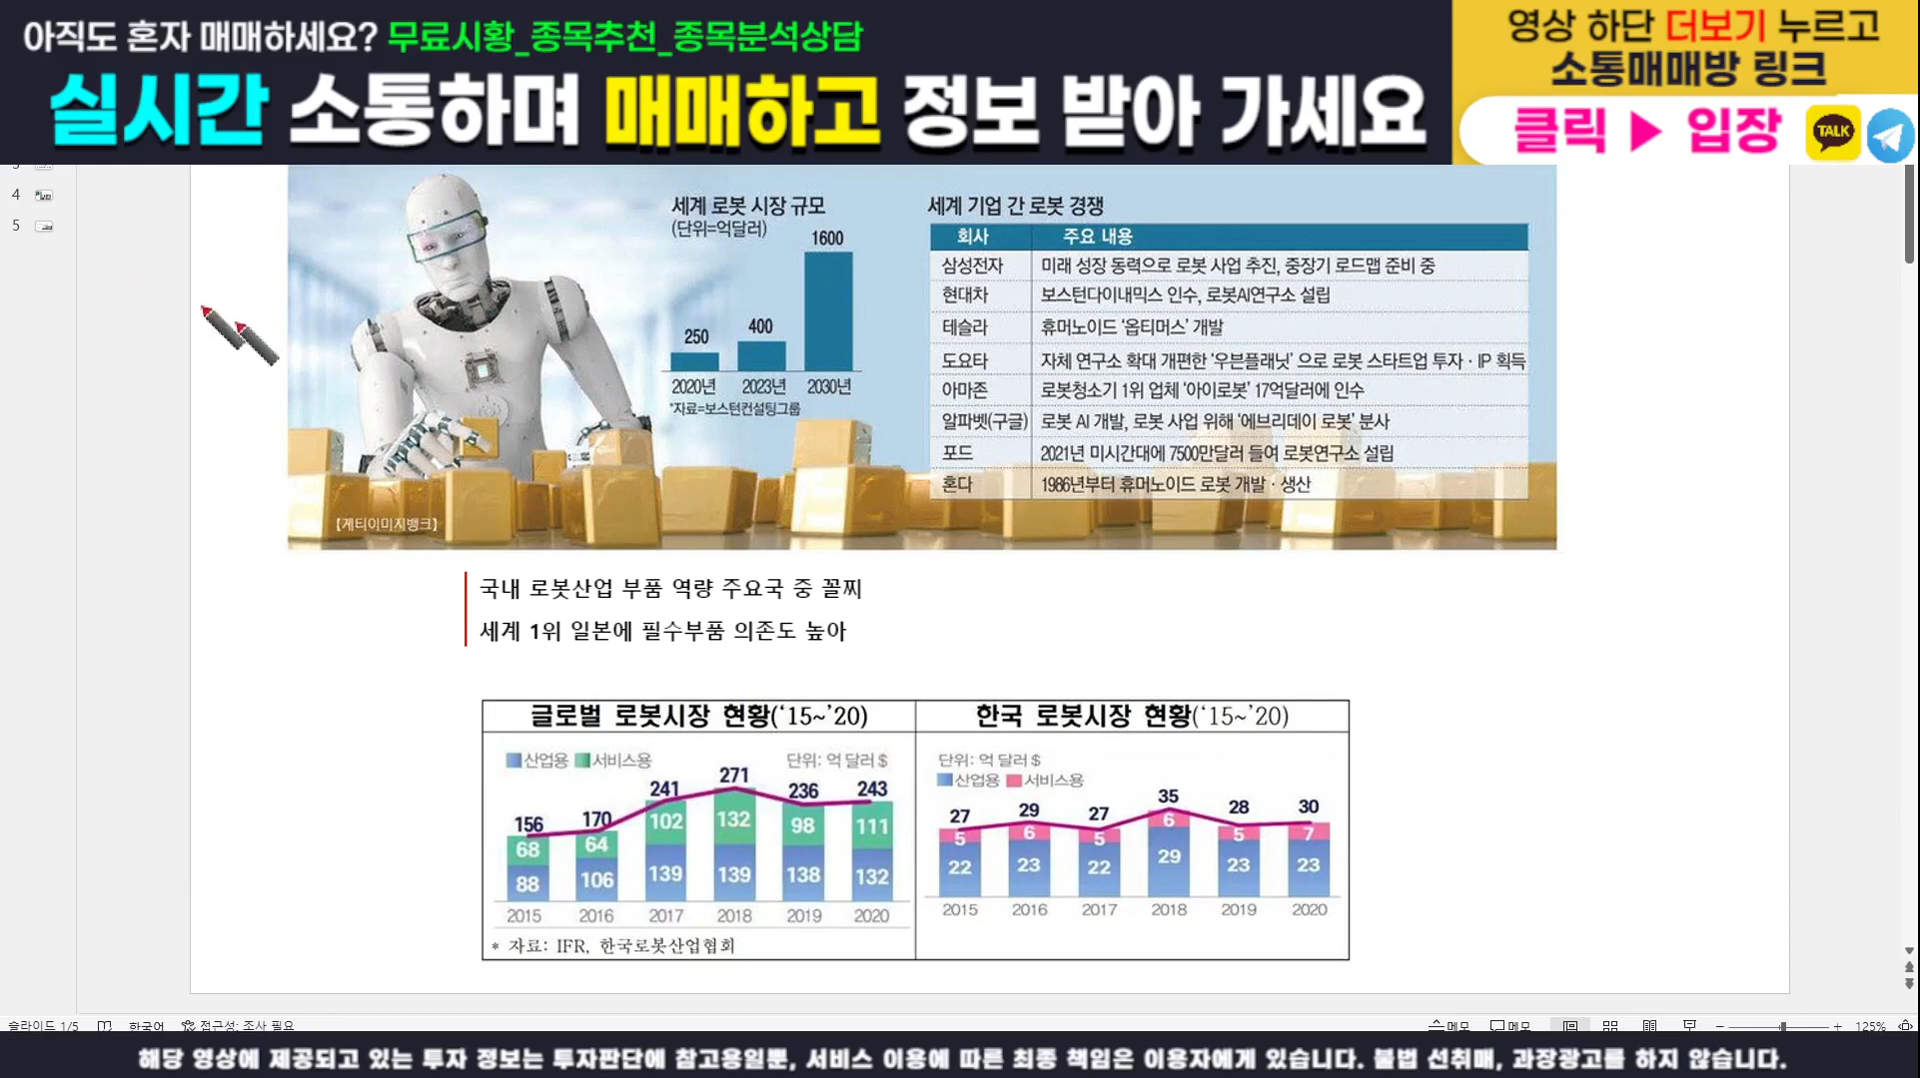 아직도 혼자 매매하세요? 무료시황_종목추천_종목분석상담
실시간 소통하며 매매하고 정보 받아 가세요
영상 하단 더보기 누르고
소통매매방 링크
클릭 ▶ 입장
TALK
4
5
세계 로봇 시장 규모
(단위=억달러)
250
400
1600
2020년 2023년 2030년
*자료=보스턴컨설팅그룹
【게티이미지뱅크】
세계 기업 간 로봇 경쟁
회사 주요 내용
삼성전자 미래 성장 동력으로 로봇 사업 추진, 중장기 로드맵 준비 중
현대차 보스턴다이내믹스 인수, 로봇AI연구소 설립
테슬라 휴머노이드 ‘옵티머스’ 개발
도요타 자체 연구소 확대 개편한 ‘우븐플래닛’ 으로 로봇 스타트업 투자 · IP 획득
아마존 로봇청소기 1위 업체 ‘아이로봇’ 17억달러에 인수
알파벳(구글) 로봇 AI 개발, 로봇 사업 위해 ‘에브리데이 로봇’ 분사
포드 2021년 미시간대에 7500만달러 들여 로봇연구소 설립
혼다 1986년부터 휴머노이드 로봇 개발 · 생산
국내 로봇산업 부품 역량 주요국 중 꼴찌
세계 1위 일본에 필수부품 의존도 높아
글로벌 로봇시장 현황(‘15~’20)
산업용 서비스용 단위: 억 달러 $
156 170 241 271 236 243
68 64 102 132 98 111
88 106 139 139 138 132
2015 2016 2017 2018 2019 2020
* 자료: IFR, 한국로봇산업협회
한국 로봇시장 현황(‘15~’20)
단위: 억 달러 $
산업용 서비스용
27 29 27 35 28 30
5 6 5 6 5 7
22 23 22 29 23 23
2015 2016 2017 2018 2019 2020
슬라이드 1/5 한국어 접근성: 조사 필요
메모 메모 − + 125%
해당 영상에 제공되고 있는 투자 정보는 투자판단에 참고용일뿐, 서비스 이용에 따른 최종 책임은 이용자에게 있습니다. 불법 선취매, 과장광고를 하지 않습니다.